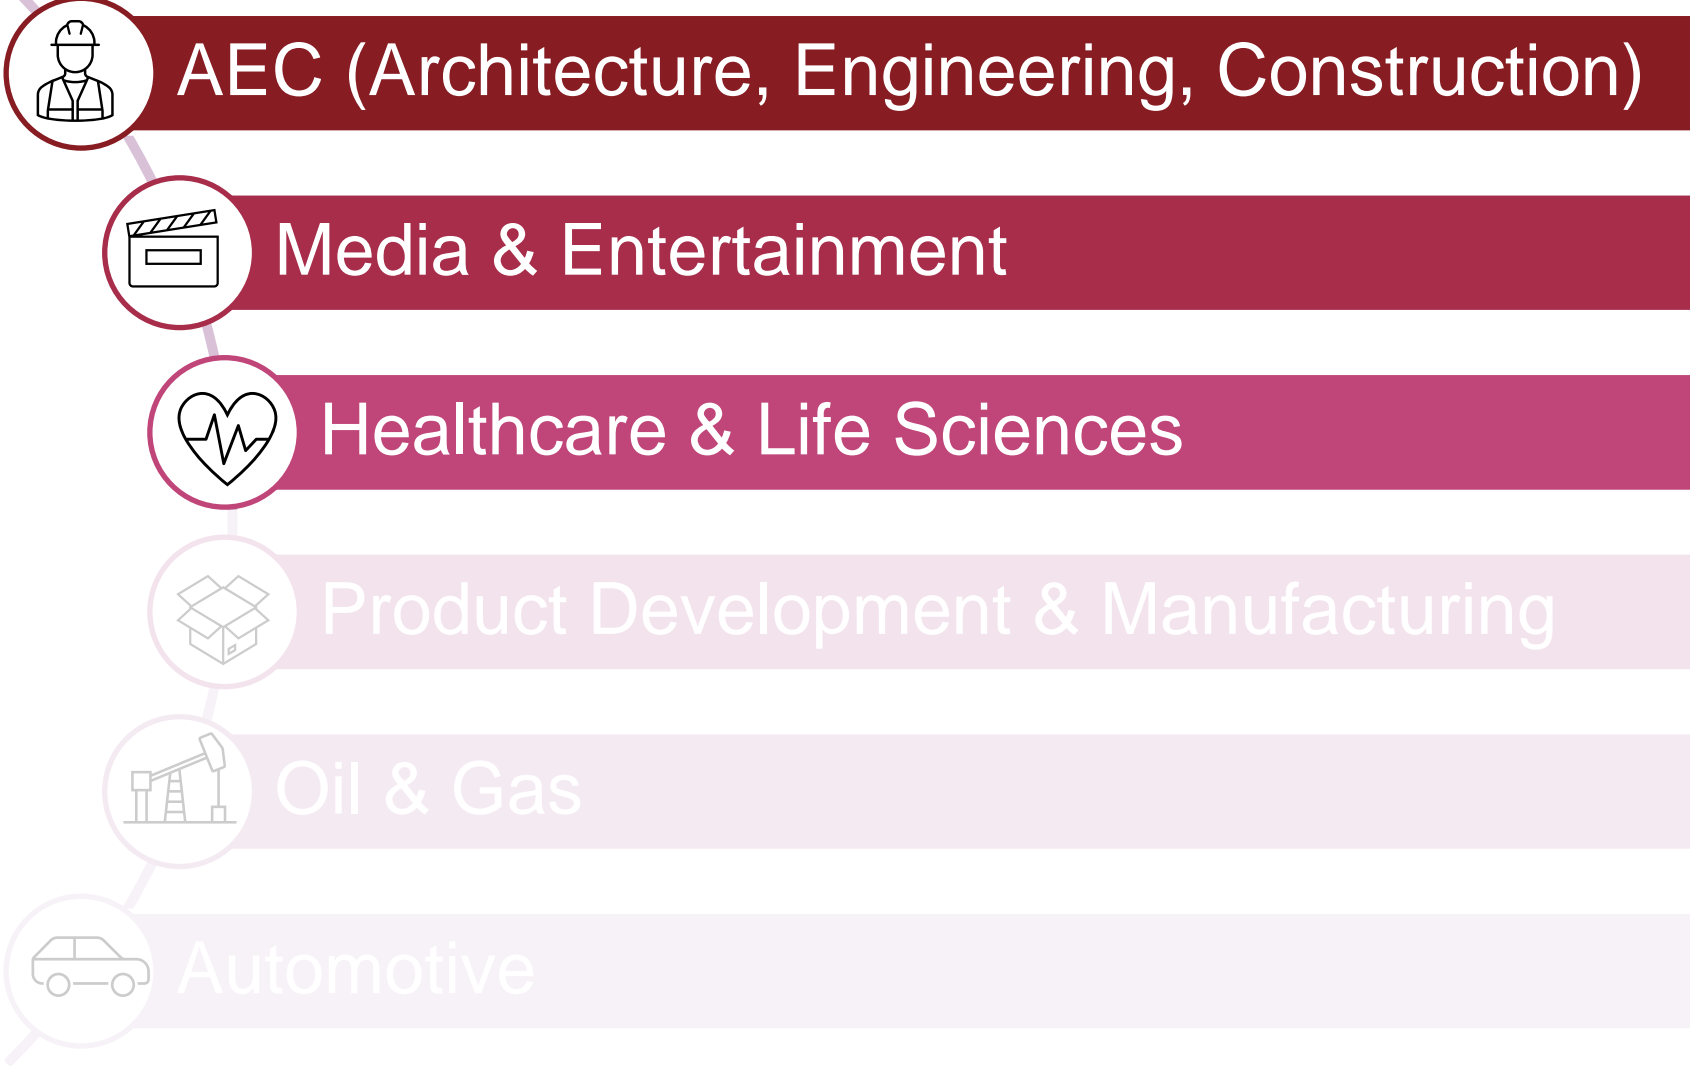 AEC (Architecture, Engineering, Construction)
Media & Entertainment
Healthcare & Life Sciences
Product Development & Manufacturing
Oil & Gas
Automotive